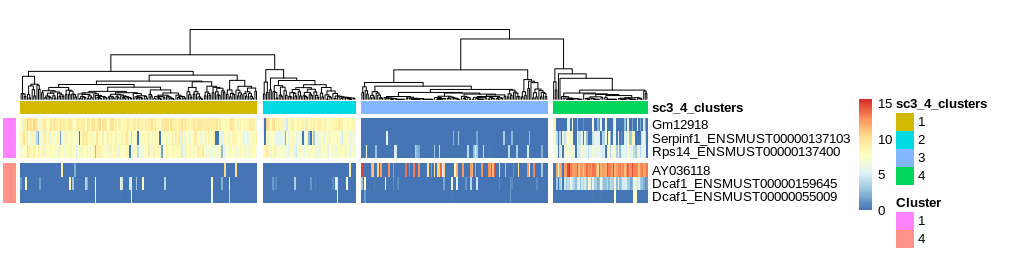 sc3_4_clusters
Gm12918
Serpinf1_ENSMUST00000137103
Rps14_ENSMUST00000137400
AY036118
Dcaf1_ENSMUST00000159645
Dcaf1_ENSMUST00000055009
15
10
5
0
sc3_4_clusters
1
2
3
4
Cluster
1
4